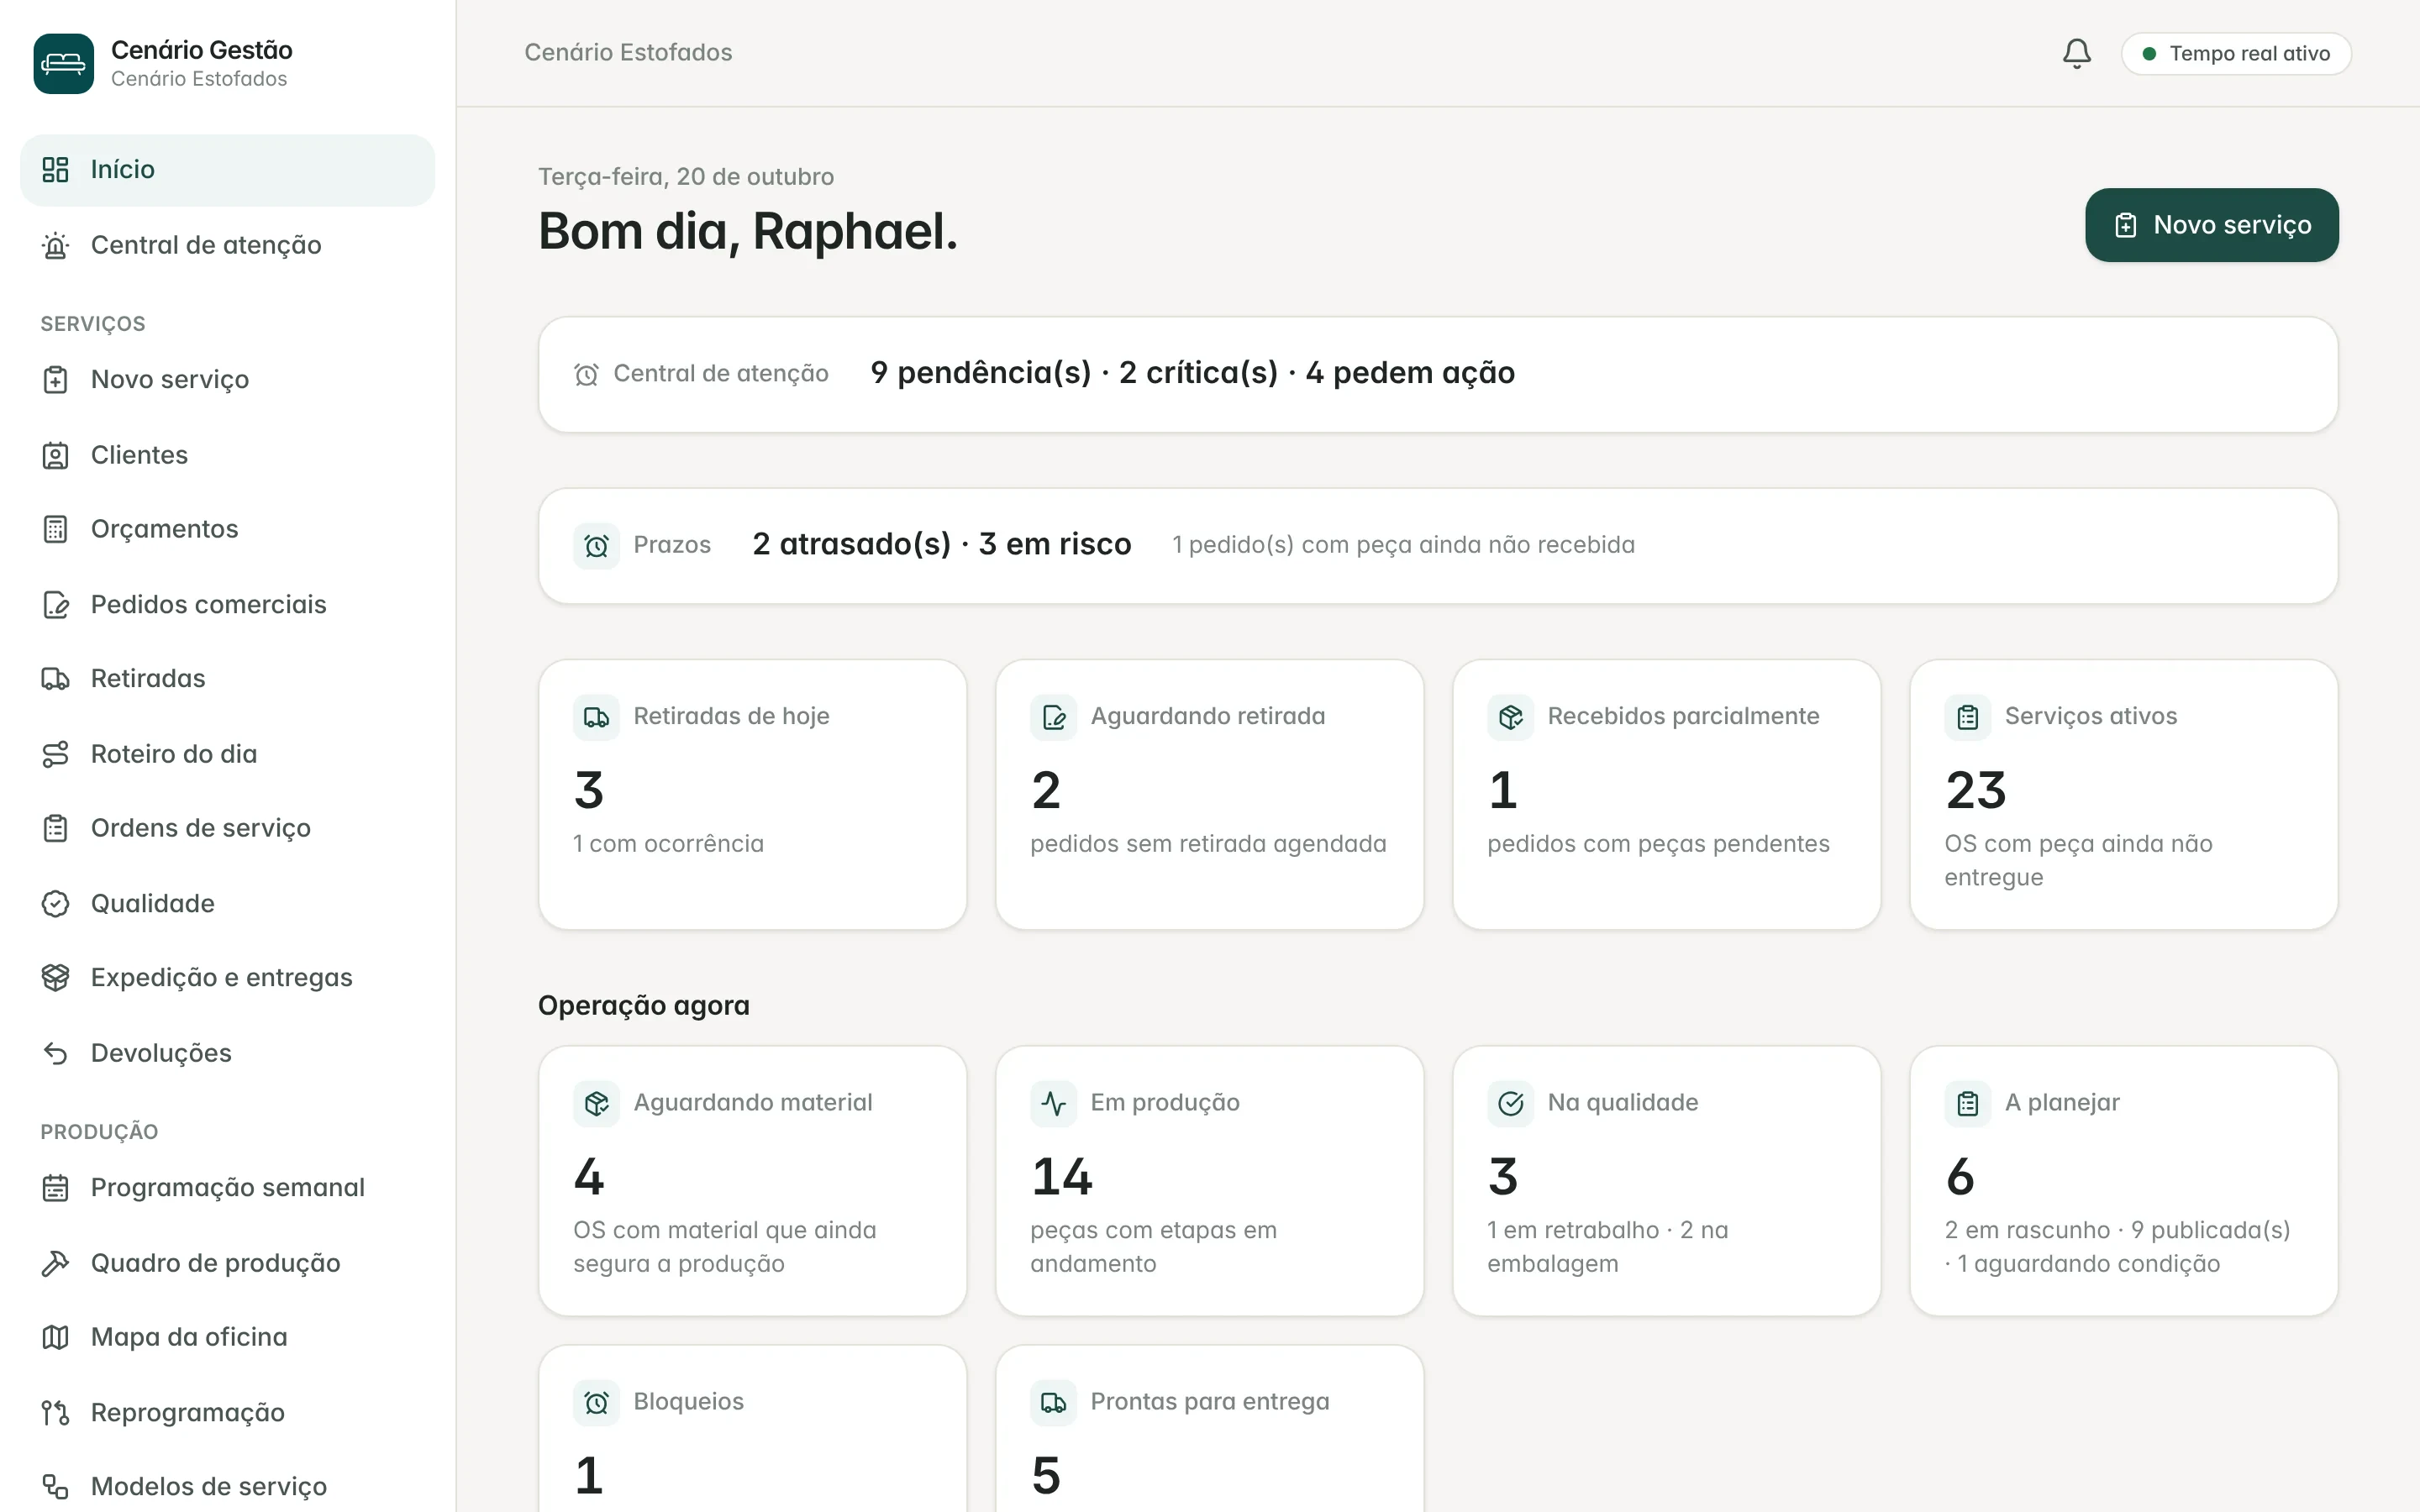 Cenário Gestão
Cenário Estofados
Início
Central de atenção
SERVIÇOS
Novo serviço
Clientes
Orçamentos
Pedidos comerciais
Retiradas
Roteiro do dia
Ordens de serviço
Qualidade
Expedição e entregas
Devoluções
PRODUÇÃO
Programação semanal
Quadro de produção
Mapa da oficina
Reprogramação
Modelos de serviço
Cenário Estofados
Tempo real ativo
Terça-feira, 20 de outubro
Bom dia, Raphael.
Novo serviço
Central de atenção 9 pendência(s) · 2 crítica(s) · 4 pedem ação
Prazos 2 atrasado(s) · 3 em risco 1 pedido(s) com peça ainda não recebida
Retiradas de hoje
3
1 com ocorrência
Aguardando retirada
2
pedidos sem retirada agendada
Recebidos parcialmente
1
pedidos com peças pendentes
Serviços ativos
23
OS com peça ainda não
entregue
Operação agora
Aguardando material
4
OS com material que ainda
segura a produção
Em produção
14
peças com etapas em
andamento
Na qualidade
3
1 em retrabalho · 2 na
embalagem
A planejar
6
2 em rascunho · 9 publicada(s)
· 1 aguardando condição
Bloqueios
1
Prontas para entrega
5